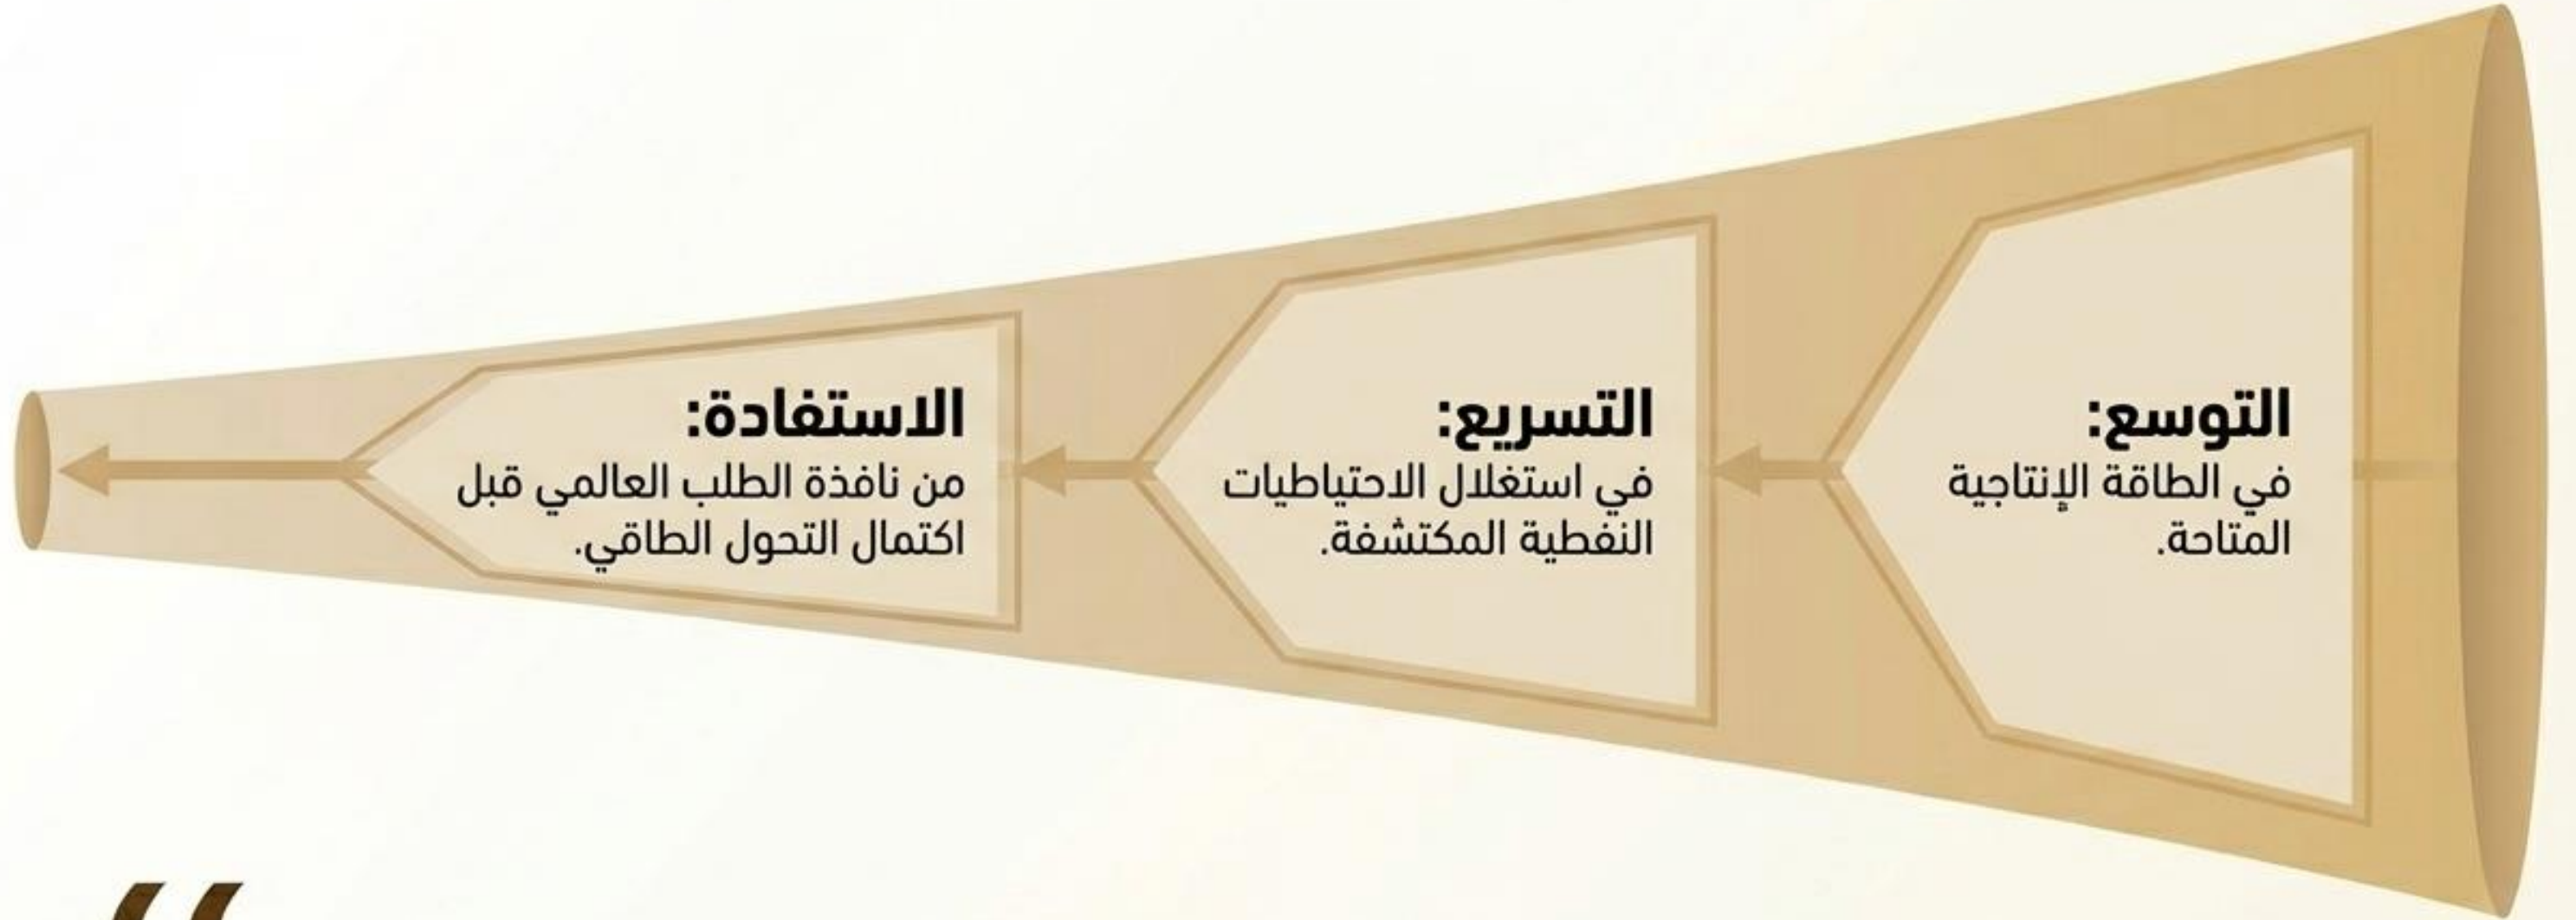 التوسع:
في الطاقة الإنتاجية
المتاحة.
التسريع:
في استغلال الاحتياطيات
النفطية المكتشفة.
الاستفادة:
من نافذة الطلب العالمي قبل
اكتمال التحول الطاقي.
“